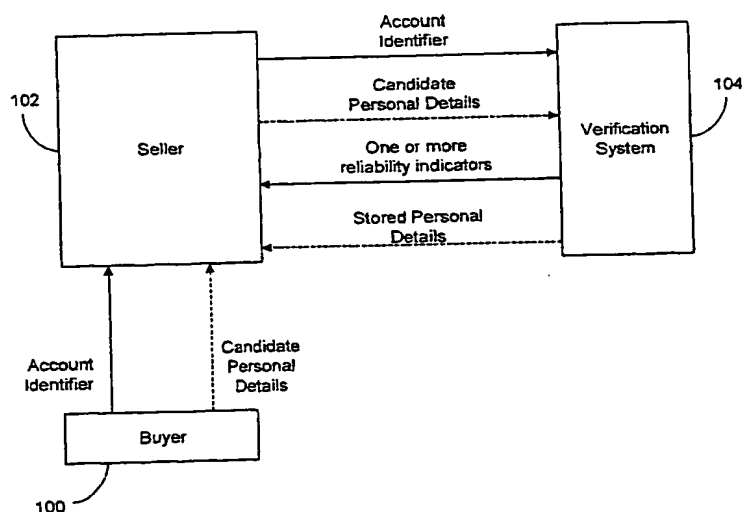 Account
Identifier
102
Candidate
Personal Details
104
Seller
Verification
System
One or more
reliability indicators
Stored Personal
Details
Account
Identifier
Candidate
Personal
Details
Buyer
100